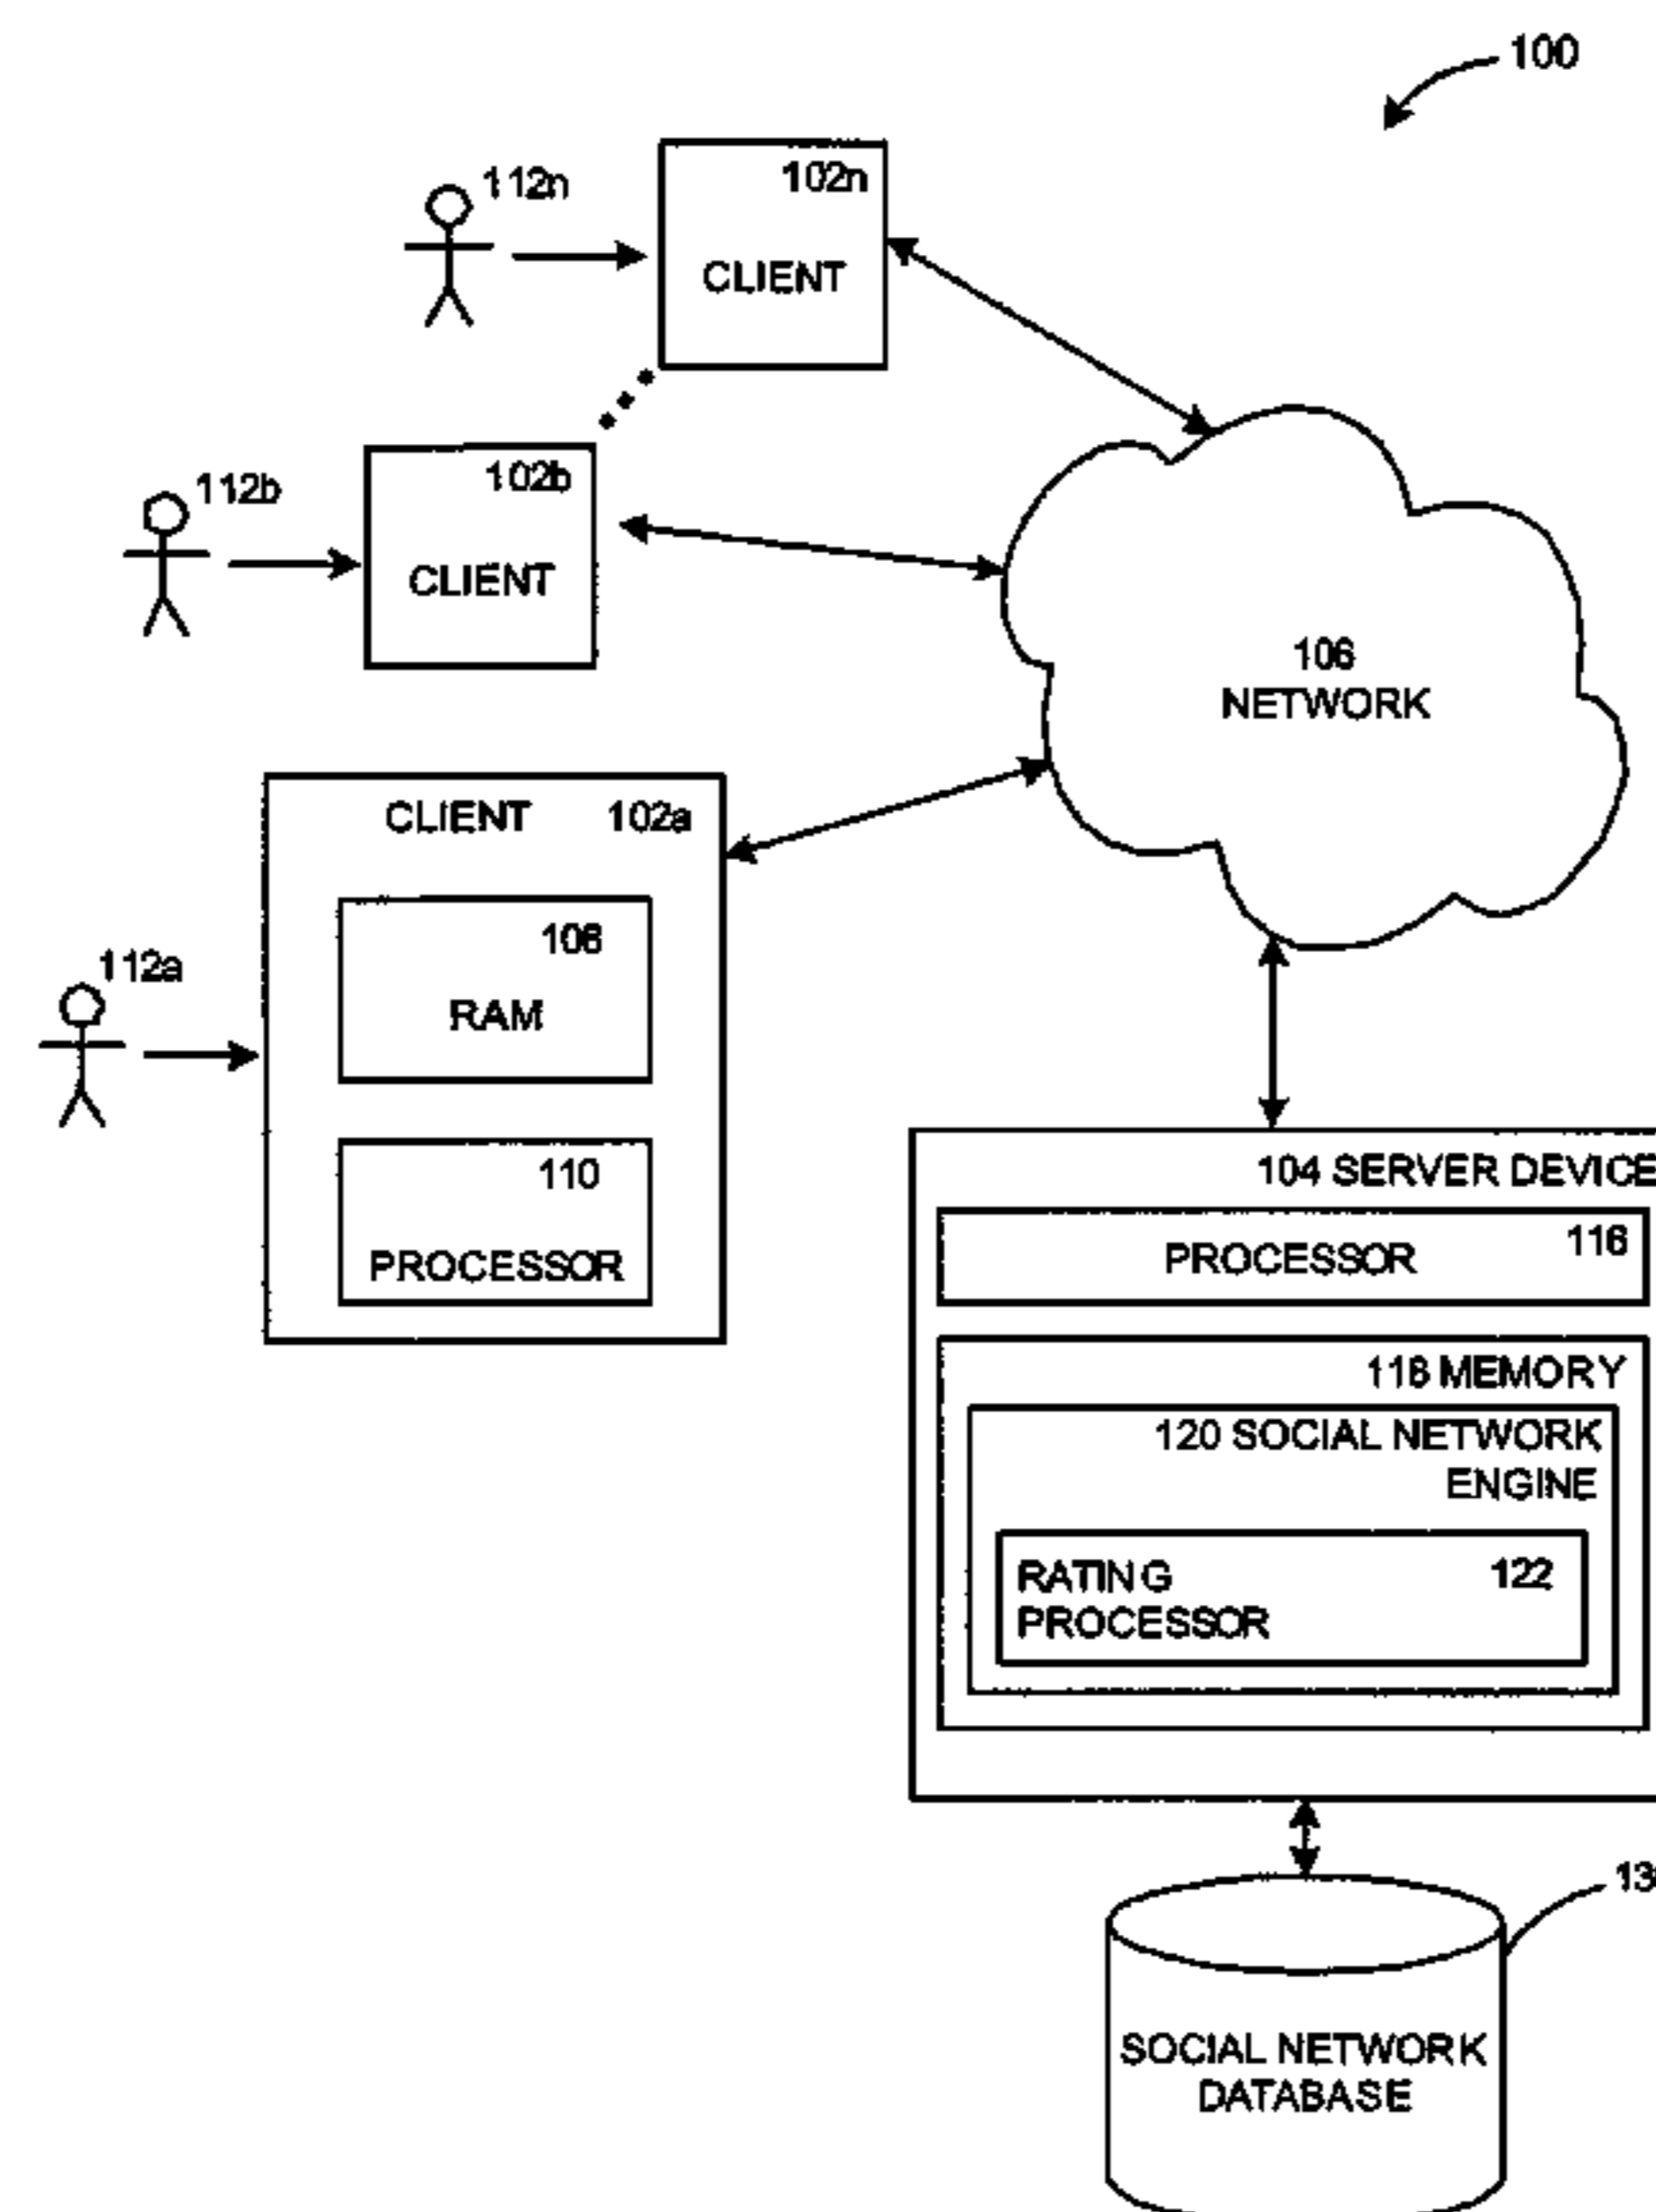 100
112n
102n
CLIENT
112b
102b
CLIENT
106
NETWORK
CLIENT 102a
RAM
112a
110
PROCESSOR
104 SERVER DEVICE
PROCESSOR 116
118 MEMORY
120 SOCIAL NETWORK
ENGINE
RATING 122
PROCESSOR
SOCIAL NETWORK
DATABASE